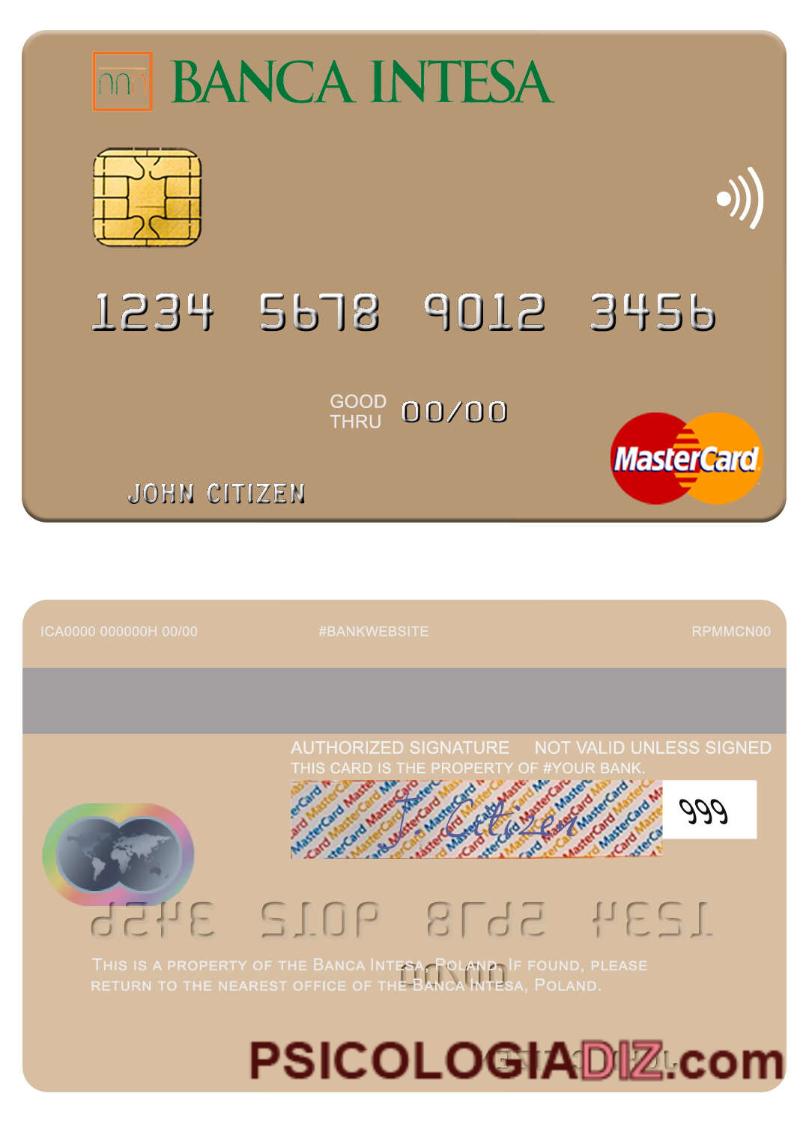 BANCA INTESA
1234 5678 9012 3456
GOOD
THRU 00/00
MasterCard
JOHN CITIZEN
ICA0000 000000H 00/00 #BANKWEBSITE RPMMCN00
AUTHORIZED SIGNATURE NOT VALID UNLESS SIGNED
THIS CARD IS THE PROPERTY OF #YOUR BANK.
J. Citizen 999
THIS IS A PROPERTY OF THE BANCA INTESA, POLAND. IF FOUND, PLEASE
RETURN TO THE NEAREST OFFICE OF THE BANCA INTESA, POLAND.
PSICOLOGIADIZ.com